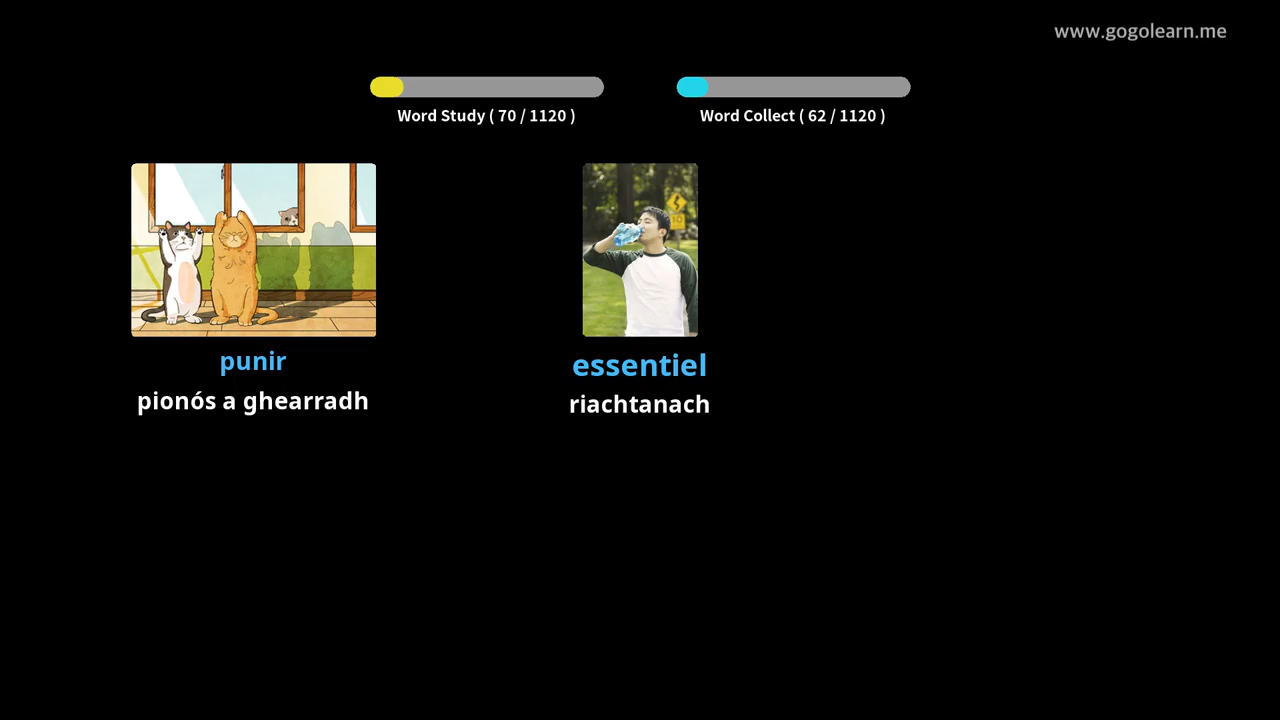 www.gogolearn.me
Word Study ( 70 / 1120 )
Word Collect ( 62 / 1120 )
punir
pionós a ghearradh
essentiel
riachtanach